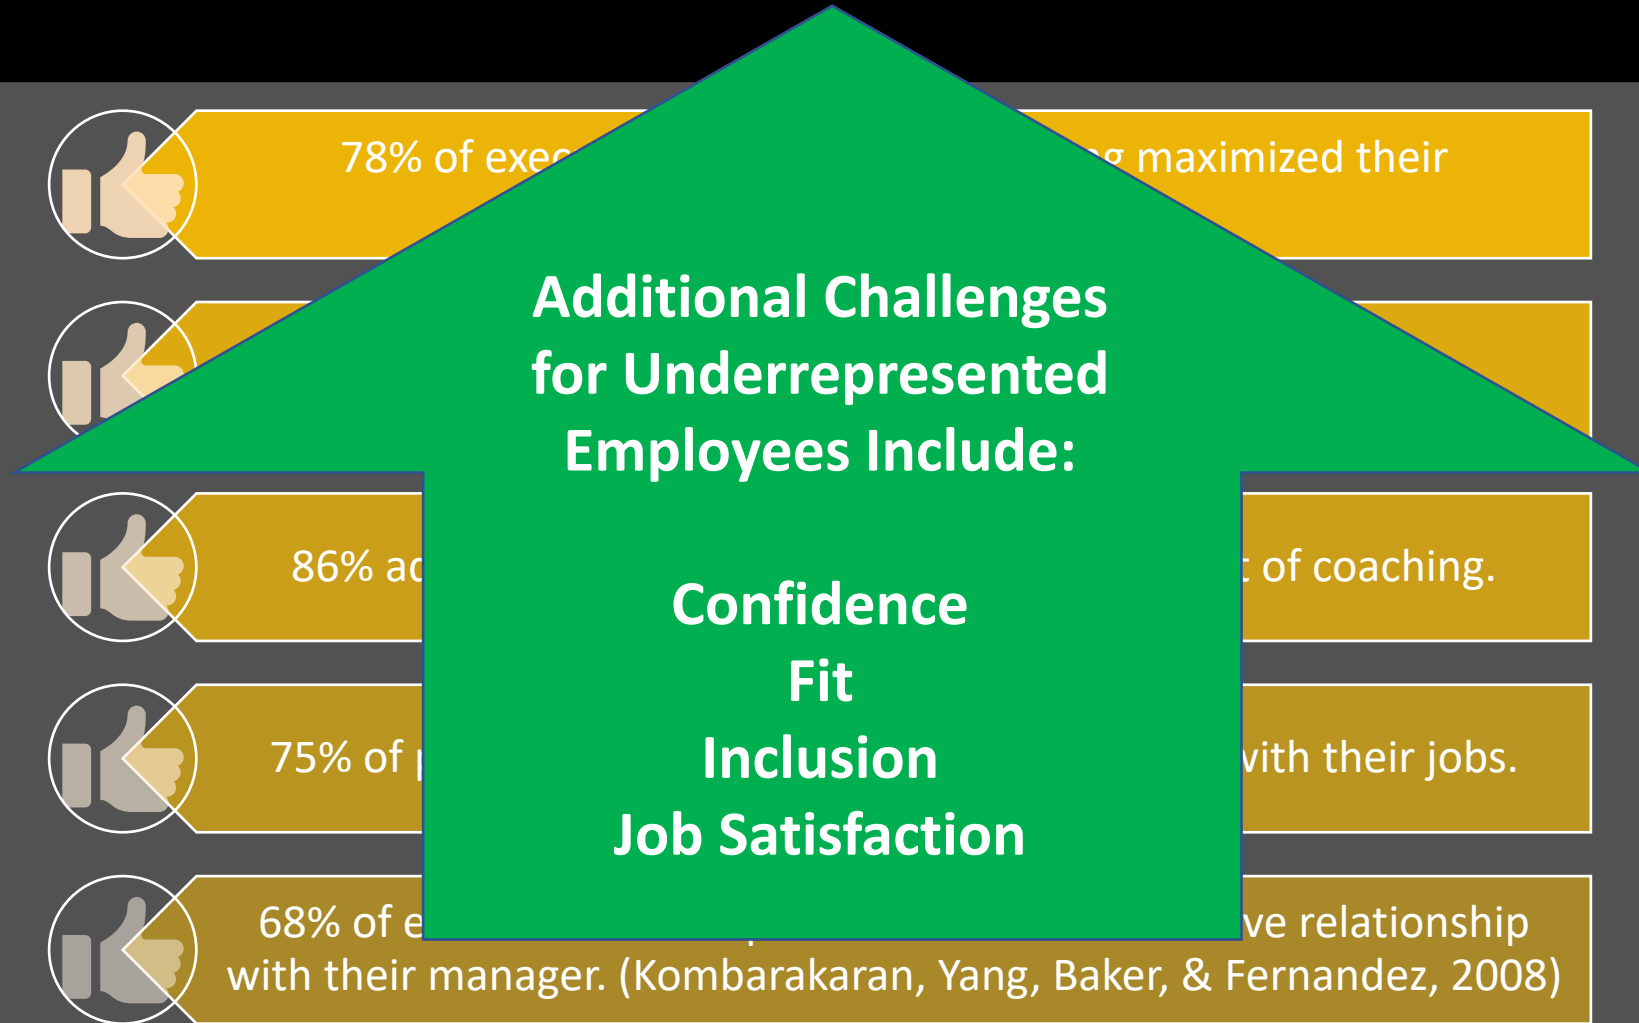 78% of exec
maximized their
Additional Challenges
for Underrepresented
Employees Include:
86% ac
of coaching.
Confidence
Fit
75% of
Inclusion
with their jobs.
Job Satisfaction
68% of e
ve relationship
with their manager. (Kombarakaran, Yang, Baker, & Fernandez, 2008)